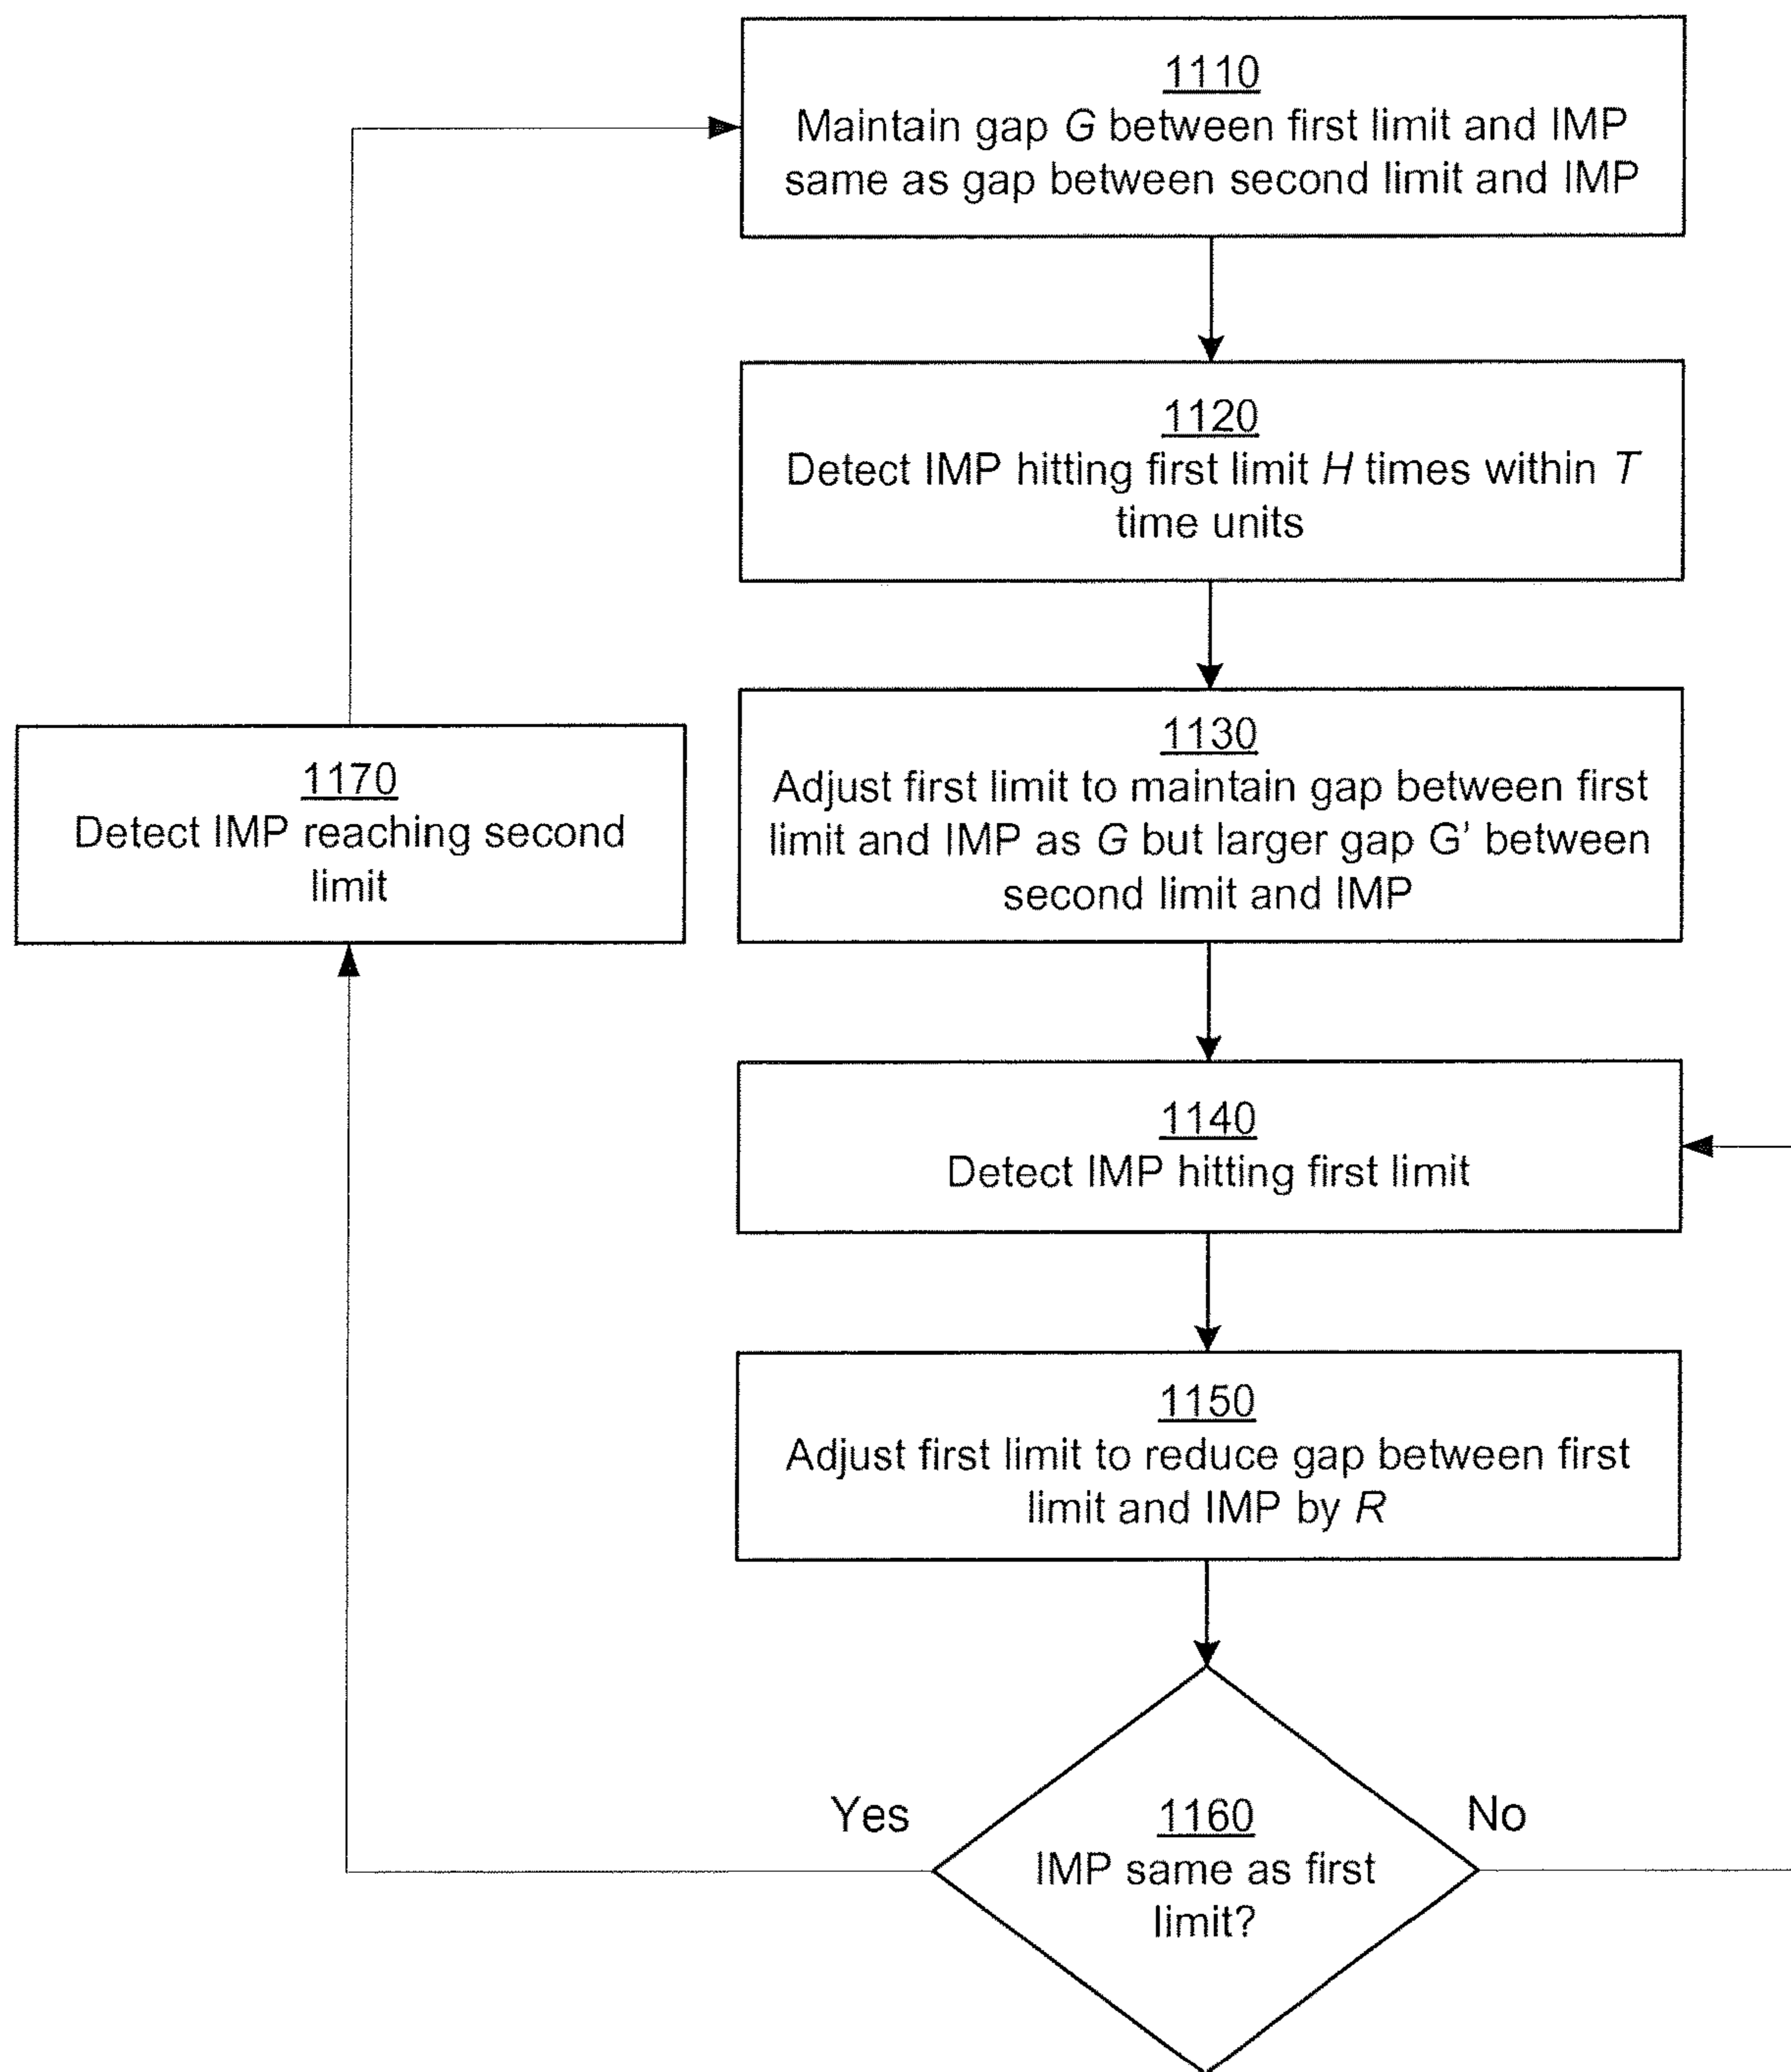 1110
Maintain gap G between first limit and IMP
same as gap between second limit and IMP
1120
Detect IMP hitting first limit H times within T
time units
1130
Adjust first limit to maintain gap between first
limit and IMP as G but larger gap G’ between
second limit and IMP
1170
Detect IMP reaching second
limit
1140
Detect IMP hitting first limit
1150
Adjust first limit to reduce gap between first
limit and IMP by R
Yes
1160
IMP same as first
limit?
No